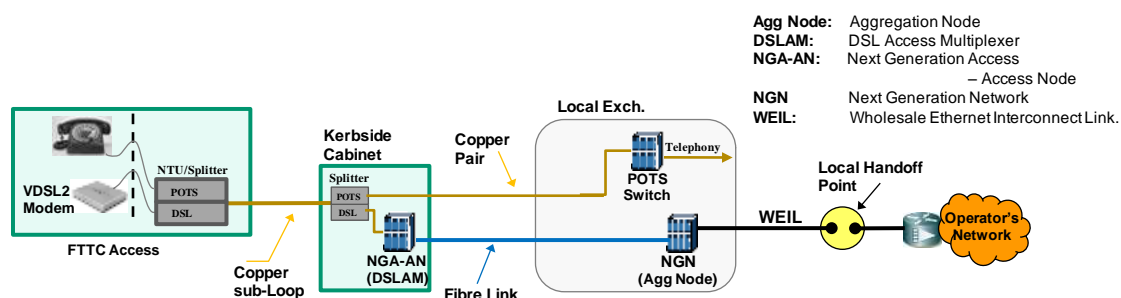 Agg Node: Aggregation Node
DSLAM: DSL Access Multiplexer
NGA-AN: Next Generation Access
– Access Node
NGN Next Generation Network
WEIL: Wholesale Ethernet Interconnect Link.
Local Exch.
Kerbside
Cabinet
Copper
Pair
Telephony
POTS
Switch
Local Handoff
Point
NTU/Splitter
VDSL2
Modem
POTS
DSL
Splitter
POTS
DSL
WEIL
Operator's
Network
FTTC Access
NGA-AN
(DSLAM)
NGN
(Agg Node)
Copper
sub-Loop
Fibre Link